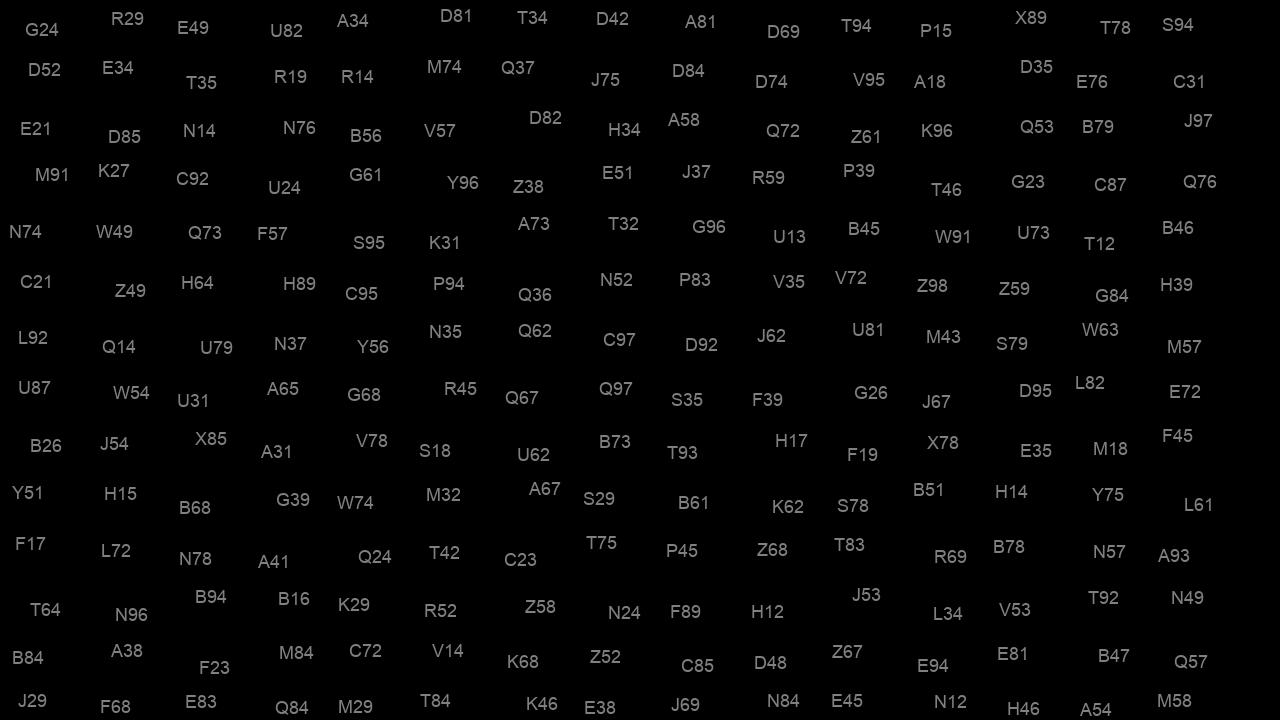 G24 R29 E49 U82 A34 D81 T34 D42 A81 D69 T94 P15 X89 T78 S94
D52 E34 T35 R19 R14 M74 Q37 J75 D84 D74 V95 A18 D35 E76 C31
E21 D85 N14 N76 B56 V57 D82 H34 A58 Q72 Z61 K96 Q53 B79 J97
M91 K27 C92 U24 G61 Y96 Z38 E51 J37 R59 P39 T46 G23 C87 Q76
N74 W49 Q73 F57 S95 K31 A73 T32 G96 U13 B45 W91 U73 T12 B46
C21 Z49 H64 H89 C95 P94 Q36 N52 P83 V35 V72 Z98 Z59 G84 H39
L92 Q14 U79 N37 Y56 N35 Q62 C97 D92 J62 U81 M43 S79 W63 M57
U87 W54 U31 A65 G68 R45 Q67 Q97 S35 F39 G26 J67 D95 L82 E72
B26 J54 X85 A31 V78 S18 U62 B73 T93 H17 F19 X78 E35 M18 F45
Y51 H15 B68 G39 W74 M32 A67 S29 B61 K62 S78 B51 H14 Y75 L61
F17 L72 N78 A41 Q24 T42 C23 T75 P45 Z68 T83 R69 B78 N57 A93
T64 N96 B94 B16 K29 R52 Z58 N24 F89 H12 J53 L34 V53 T92 N49
B84 A38 F23 M84 C72 V14 K68 Z52 C85 D48 Z67 E94 E81 B47 Q57
J29 F68 E83 Q84 M29 T84 K46 E38 J69 N84 E45 N12 H46 A54 M58